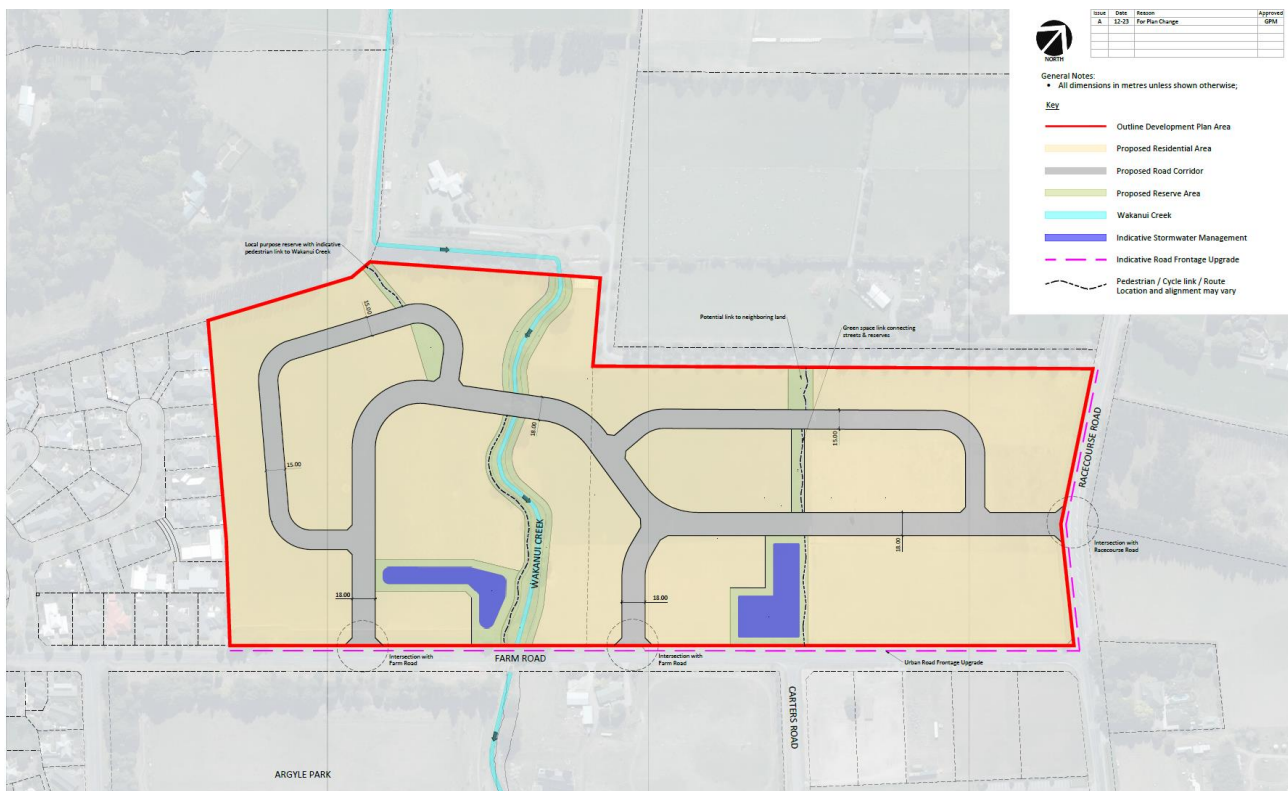 Issue Date Reason Approved
A 12-23 For Plan Change GPM
NORTH
General Notes:
• All dimensions in metres unless shown otherwise;
Key
Outline Development Plan Area
Proposed Residential Area
Proposed Road Corridor
Proposed Reserve Area
Wakanui Creek
Indicative Stormwater Management
Indicative Road Frontage Upgrade
Pedestrian / Cycle link / Route
Location and alignment may vary
Local purpose reserve with indicative
pedestrian link to Wakanui Creek
15.00
Potential link to neighboring land
Green space link connecting
streets & reserves
18.00
15.00
15.00
RACECOURSE ROAD
18.00
Intersection with
Racecourse Road
WAKANUI CREEK
18.00
18.00
Intersection with
Farm Road
FARM ROAD
Intersection with
Farm Road
Urban Road Frontage Upgrade
CARTERS ROAD
ARGYLE PARK